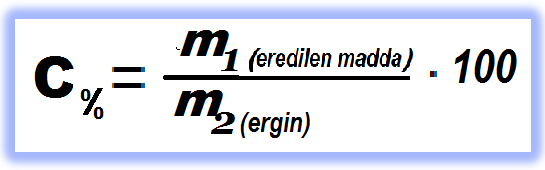 C% = m1 (eredilen madda) / m2 (ergin) · 100